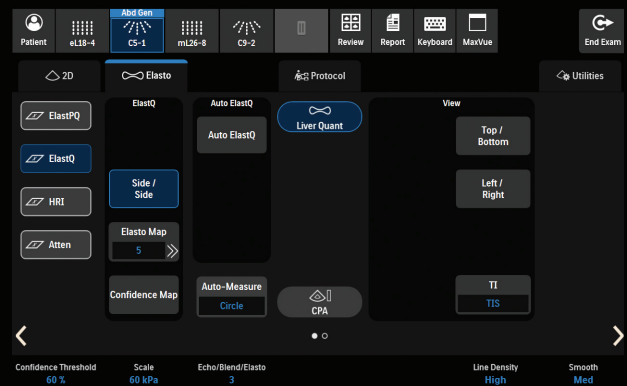 Abd Gen
Patient
eL18-4
C5-1
mL26-8
C9-2
Review
Report
Keyboard
MaxVue
End Exam
2D
Elasto
Protocol
Utilities
ElastQ
Auto ElastQ
View
ElastPQ
ElastQ
HRI
Atten
Side /
Side
Elasto Map
5
Confidence Map
Auto ElastQ
Auto-Measure
Circle
Liver Quant
CPA
Top /
Bottom
Left /
Right
TI
TIS
Confidence Threshold
60 %
Scale
60 kPa
Echo/Blend/Elasto
3
Line Density
High
Smooth
Med